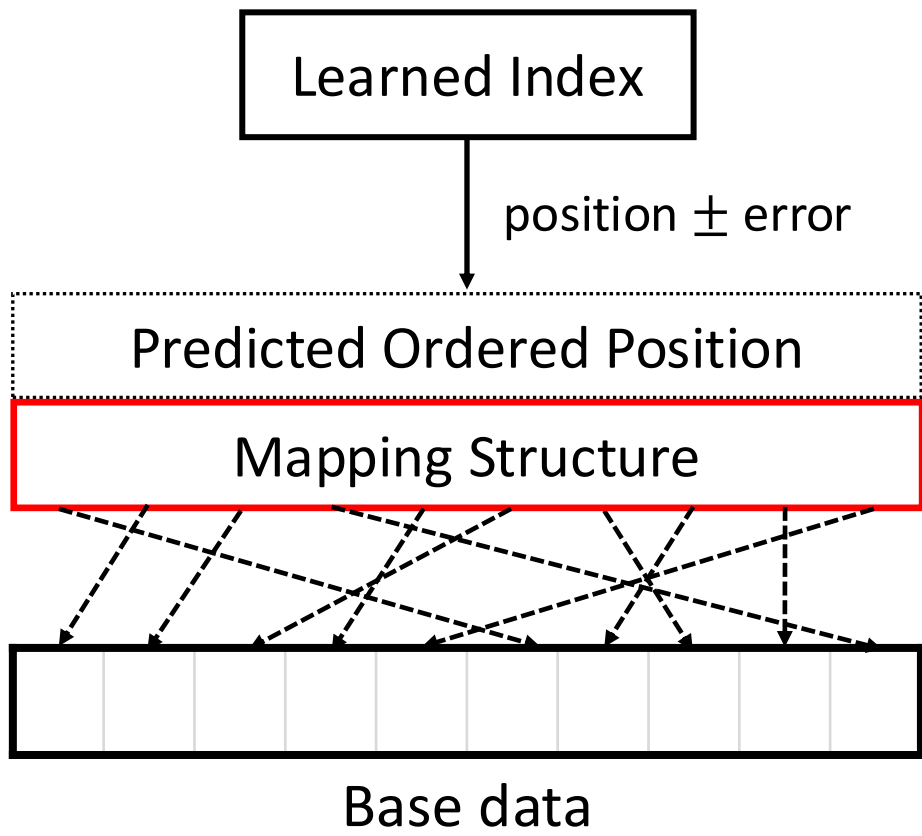 Learned Index
position ± error
Predicted Ordered Position
Mapping Structure
Base data